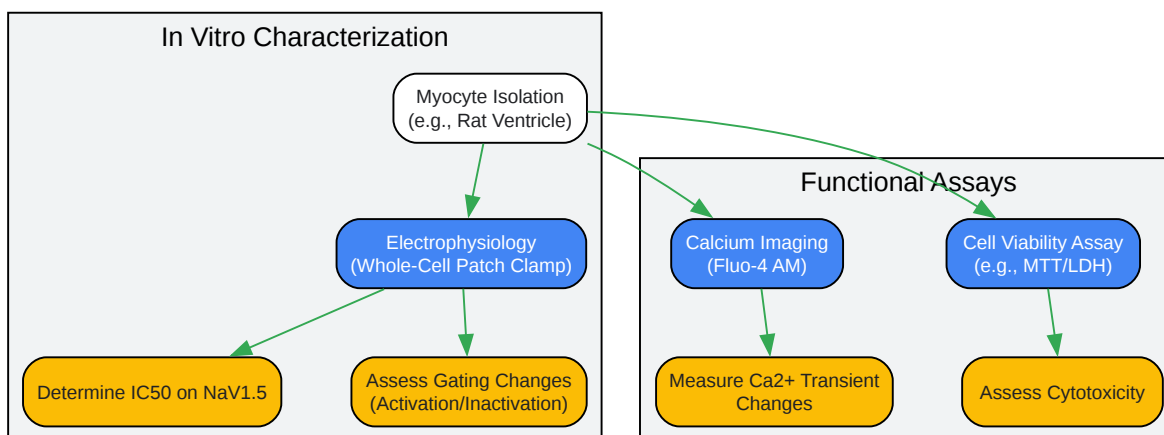 In Vitro Characterization
Myocyte Isolation
(e.g., Rat Ventricle)
Functional Assays
Electrophysiology
(Whole-Cell Patch Clamp)
Calcium Imaging
(Fluo-4 AM)
Cell Viability Assay
(e.g., MTT/LDH)
Determine IC50 on NaV1.5
Assess Gating Changes
(Activation/Inactivation)
Measure Ca2+ Transient
Changes
Assess Cytotoxicity